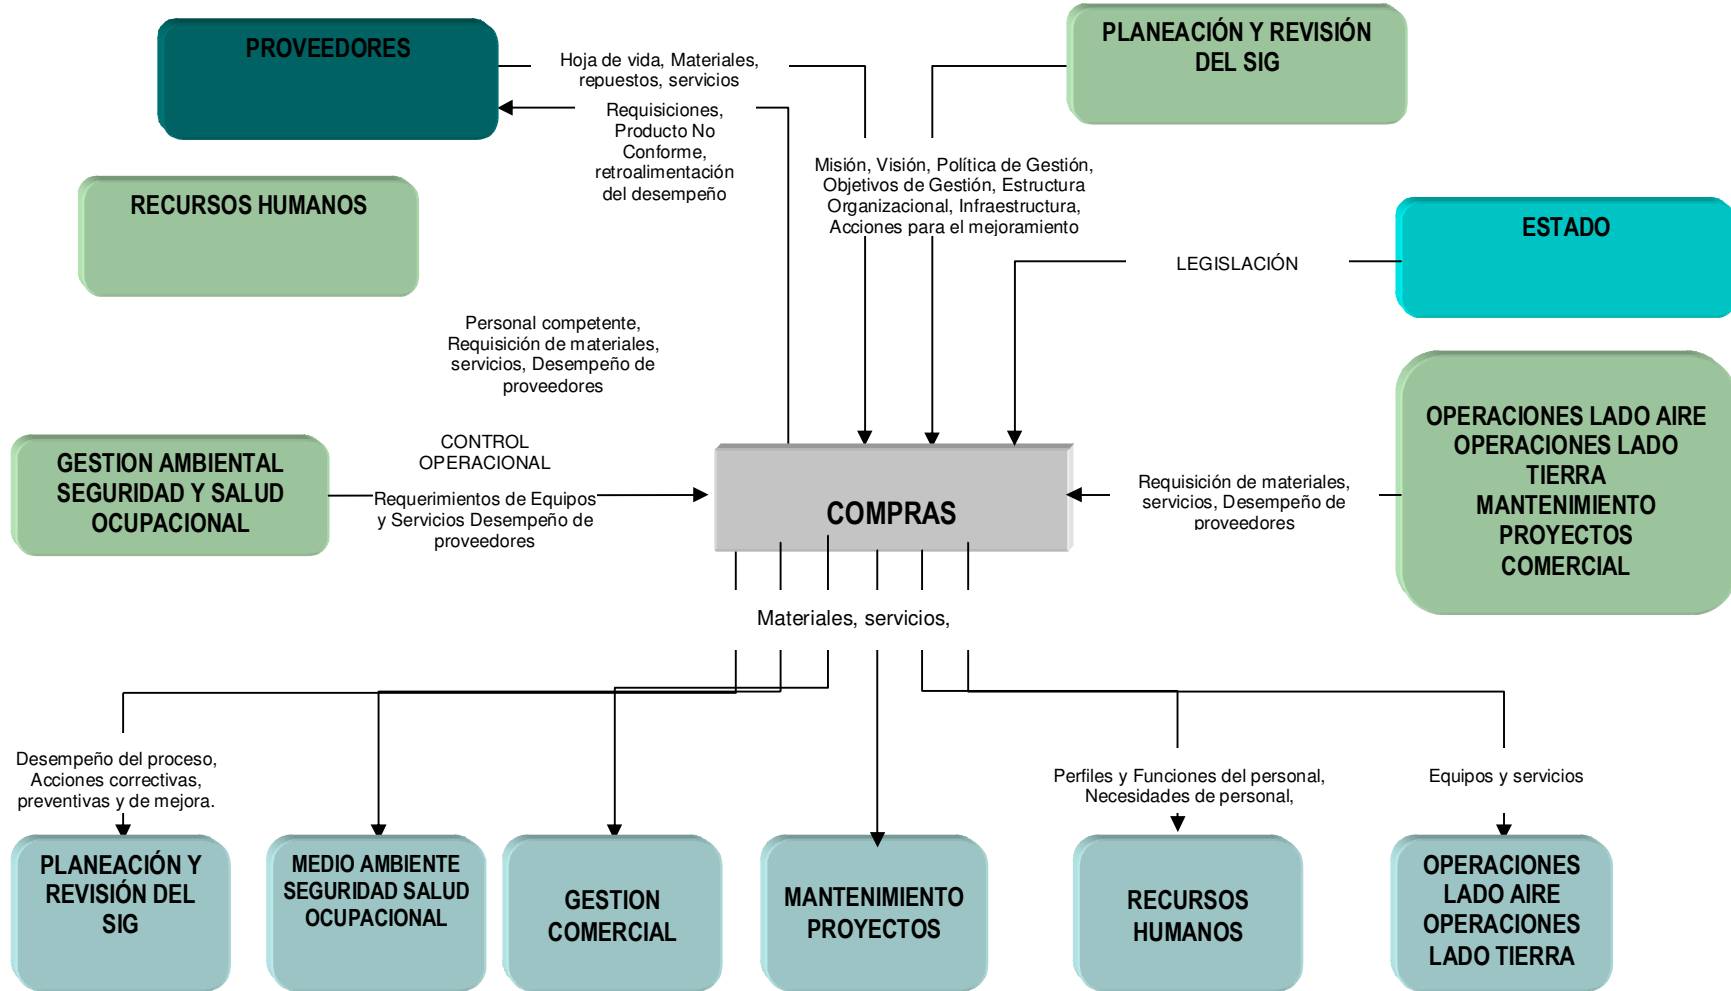 PROVEEDORES
Hoja de vida, Materiales,
repuestos, servicios
Requisiciones,
Producto No
Conforme,
retroalimentación
del desempeño
PLANEACIÓN Y REVISIÓN
DEL SIG
Misión, Visión, Política de Gestión,
Objetivos de Gestión, Estructura
Organizacional, Infraestructura,
Acciones para el mejoramiento
RECURSOS HUMANOS
ESTADO
LEGISLACIÓN
Personal competente,
Requisición de materiales,
servicios, Desempeño de
proveedores
GESTION AMBIENTAL
SEGURIDAD Y SALUD
OCUPACIONAL
CONTROL
OPERACIONAL
Requerimientos de Equipos
y Servicios Desempeño de
proveedores
COMPRAS
Requisición de materiales,
servicios, Desempeño de
proveedores
OPERACIONES LADO AIRE
OPERACIONES LADO
TIERRA
MANTENIMIENTO
PROYECTOS
COMERCIAL
Materiales, servicios,
Desempeño del proceso,
Acciones correctivas,
preventivas y de mejora.
Perfiles y Funciones del personal,
Necesidades de personal,
Equipos y servicios
PLANEACIÓN Y
REVISIÓN DEL
SIG
MEDIO AMBIENTE
SEGURIDAD SALUD
OCUPACIONAL
GESTION
COMERCIAL
MANTENIMIENTO
PROYECTOS
RECURSOS
HUMANOS
OPERACIONES
LADO AIRE
OPERACIONES
LADO TIERRA